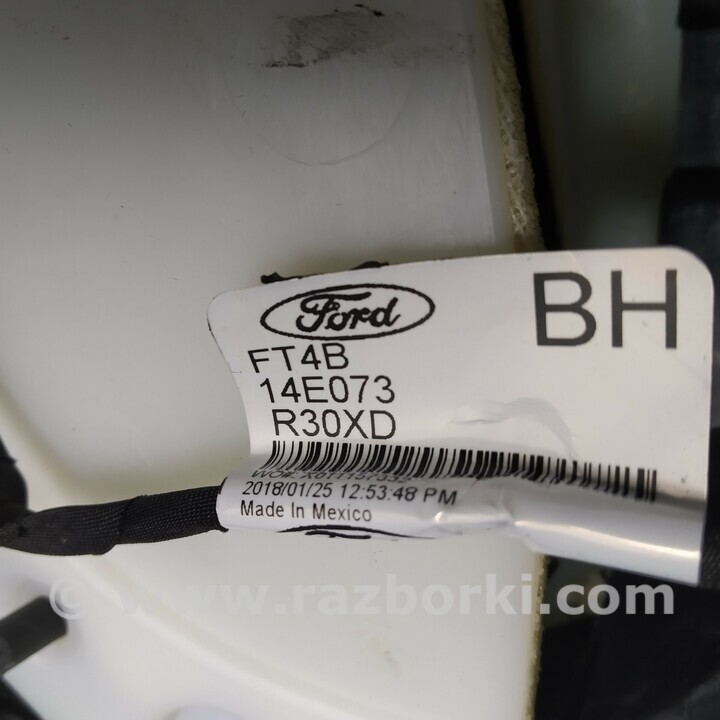 Ford
BH
FT4B
14E073
R30XD
2018/01/25 12:53:48 PM
Made In Mexico
© www.razborki.com